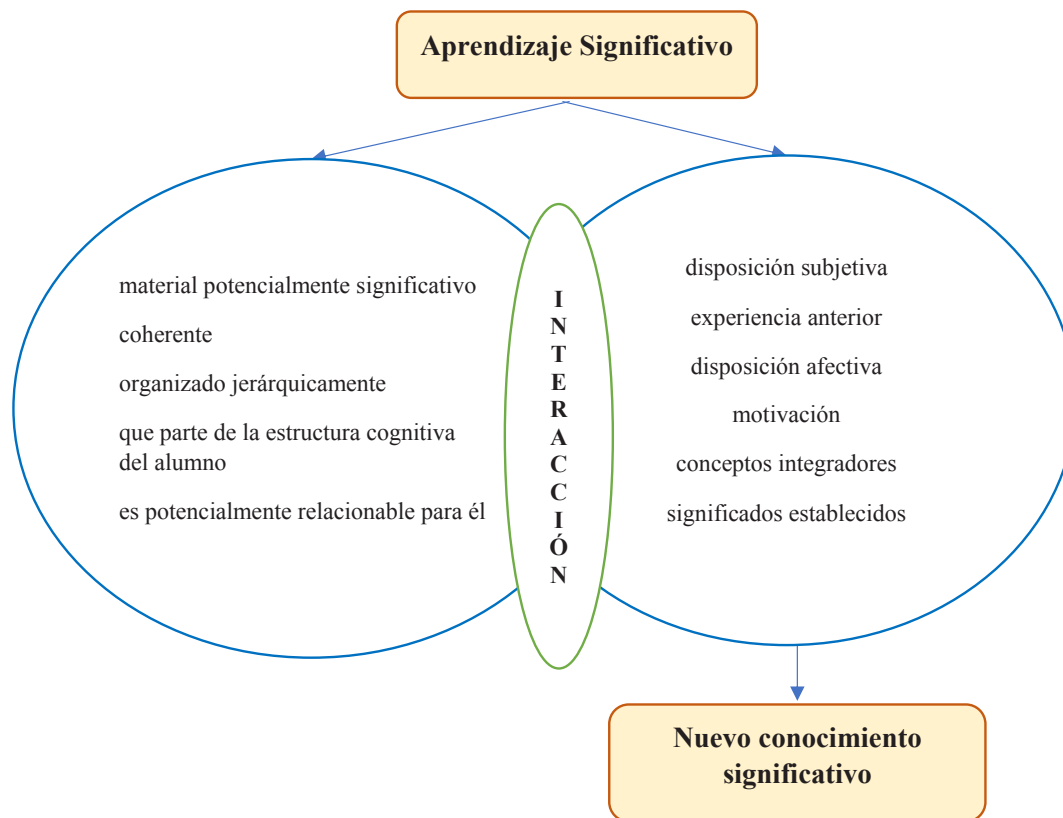 Aprendizaje Significativo
material potencialmente significativo
coherente
organizado jerárquicamente
que parte de la estructura cognitiva
del alumno
es potencialmente relacionable para él
I
N
T
E
R
A
C
C
I
Ó
N
disposición subjetiva
experiencia anterior
disposición afectiva
motivación
conceptos integradores
significados establecidos
Nuevo conocimiento
significativo